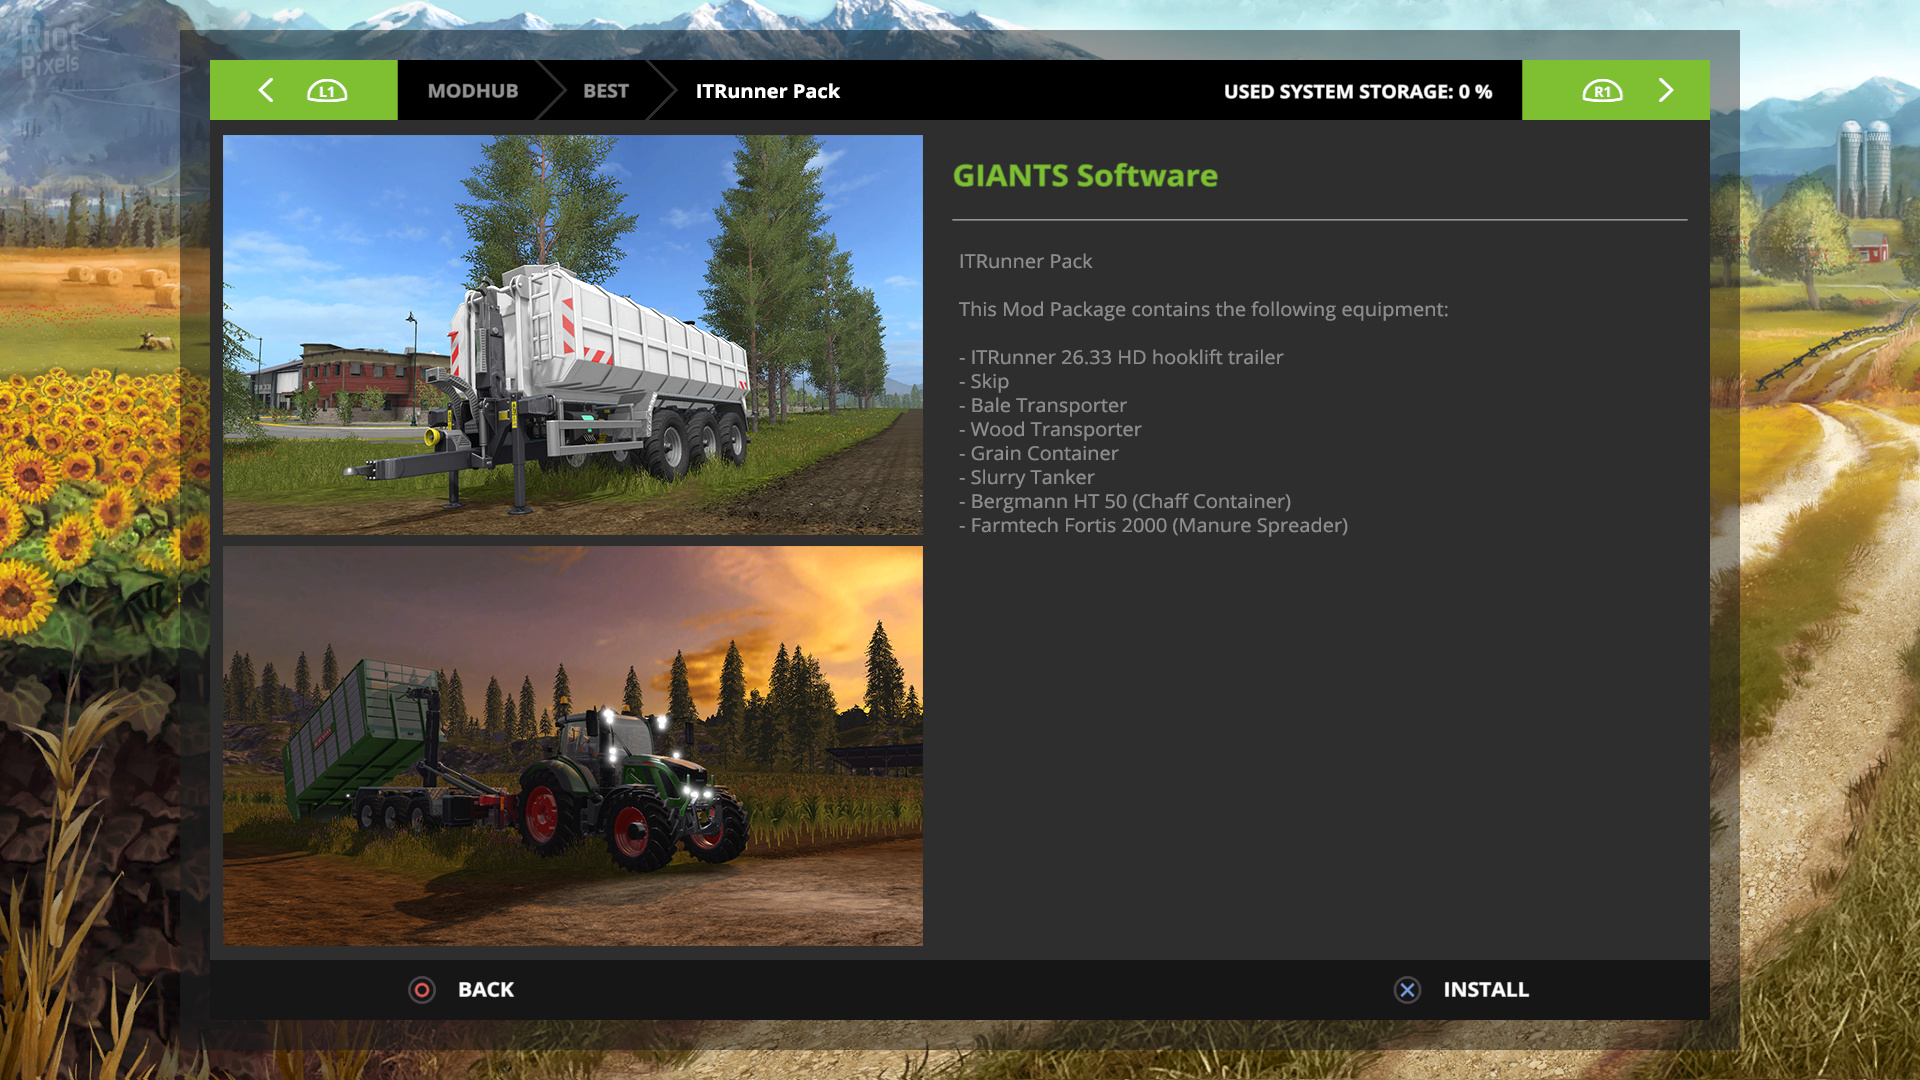 Riot
Pixels
L1
MODHUB
BEST
ITRunner Pack
USED SYSTEM STORAGE: 0 %
R1
GIANTS Software
ITRunner Pack
This Mod Package contains the following equipment:
- ITRunner 26.33 HD hooklift trailer
- Skip
- Bale Transporter
- Wood Transporter
- Grain Container
- Slurry Tanker
- Bergmann HT 50 (Chaff Container)
- Farmtech Fortis 2000 (Manure Spreader)
BACK
INSTALL